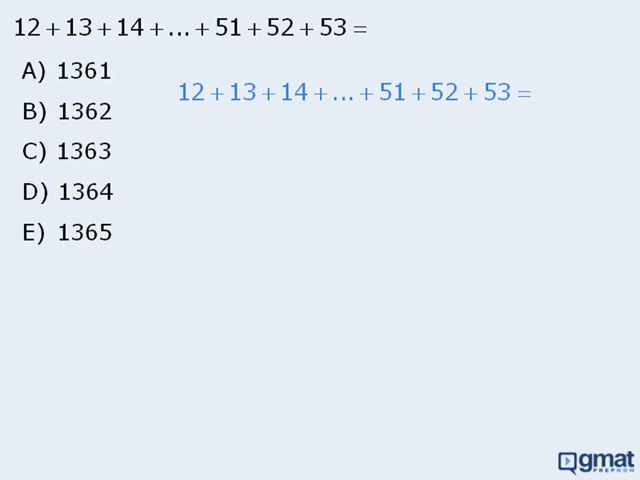 12 + 13 + 14 + ... + 51 + 52 + 53 =
A) 1361
12 + 13 + 14 + ... + 51 + 52 + 53 =
B) 1362
C) 1363
D) 1364
E) 1365
gmat
PREPNOW